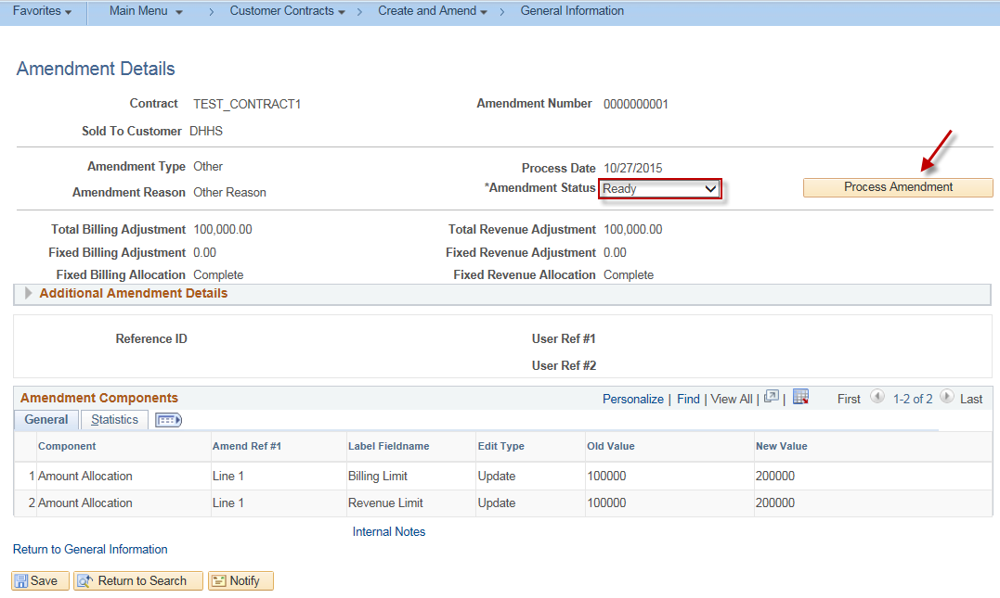 Favorites Main Menu > Customer Contracts > Create and Amend > General Information
Amendment Details
Contract TEST_CONTRACT1 Amendment Number 0000000001
Sold To Customer DHHS
Amendment Type Other Process Date 10/27/2015
Amendment Reason Other Reason *Amendment Status Ready Process Amendment
Total Billing Adjustment 100,000.00 Total Revenue Adjustment 100,000.00
Fixed Billing Adjustment 0.00 Fixed Revenue Adjustment 0.00
Fixed Billing Allocation Complete Fixed Revenue Allocation Complete
Additional Amendment Details
Reference ID User Ref #1
User Ref #2
Amendment Components Personalize | Find | View All | | First 1-2 of 2 Last
General Statistics
Component Amend Ref #1 Label Fieldname Edit Type Old Value New Value
1 Amount Allocation Line 1 Billing Limit Update 100000 200000
2 Amount Allocation Line 1 Revenue Limit Update 100000 200000
Internal Notes
Return to General Information
Save Return to Search Notify